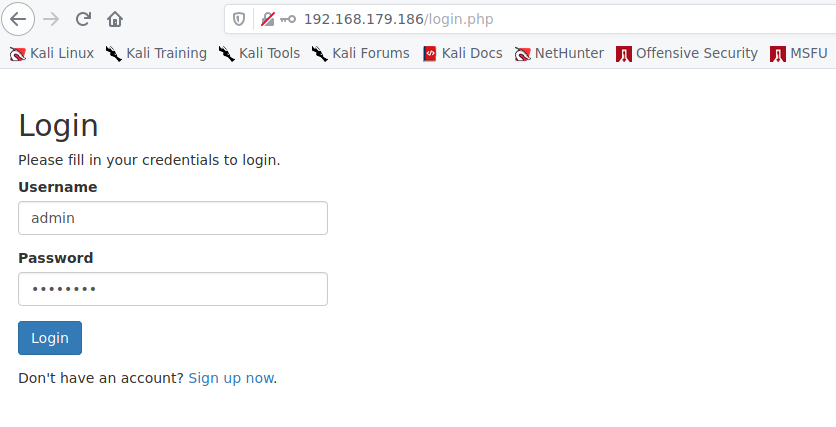 192.168.179.186/login.php
Kali Linux Kali Training Kali Tools Kali Forums Kali Docs NetHunter Offensive Security MSFU
Login
Please fill in your credentials to login.
Username
admin
Password
••••••••
Login
Don't have an account? Sign up now.